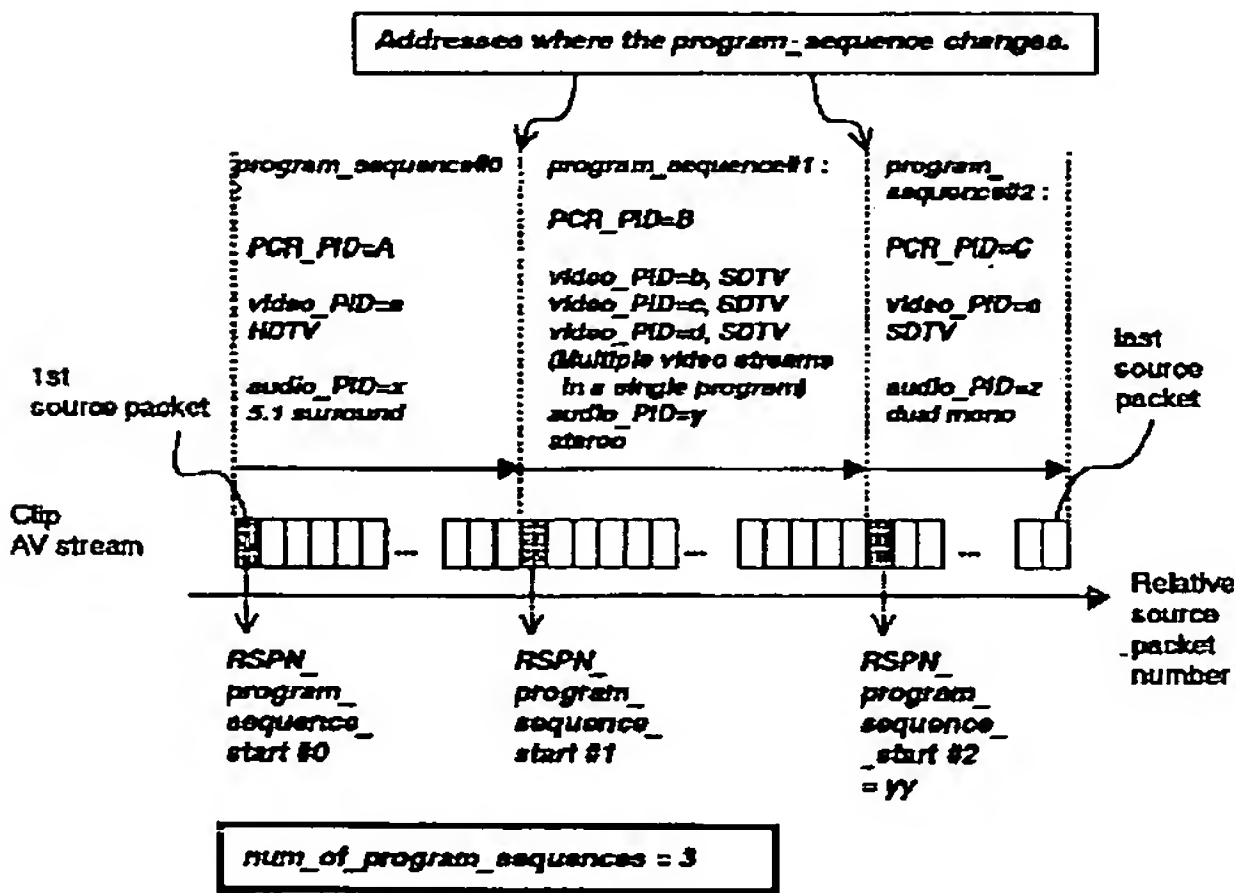 Addresses where the program_sequence changes.
program_sequence#0
PCR_PID=A
video_PID=a
HDTV
audio_PID=x
5.1 surround
program_sequence#1 :
PCR_PID=B
video_PID=b, SDTV
video_PID=c, SDTV
video_PID=d, SDTV
(Multiple video streams
in a single program)
audio_PID=y
stereo
program_
sequence#2 :
PCR_PID=C
video_PID=a
SDTV
audio_PID=z
dual mono
1st
source packet
last
source
packet
Clip
AV stream
...
...
...
Relative
source
packet
number
RSPN_
program_
sequence_
start #0
RSPN_
program_
sequence_
start #1
RSPN_
program_
sequence_
_start #2
= yy
num_of_program_sequences = 3